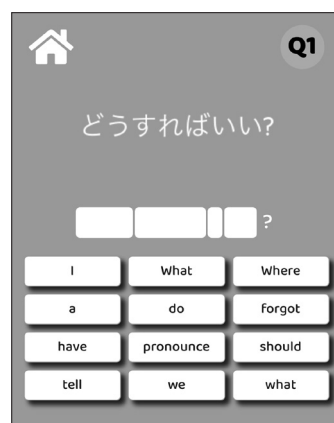 Q1
どうすればいい?
?
I What Where
a do forgot
have pronounce should
tell we what